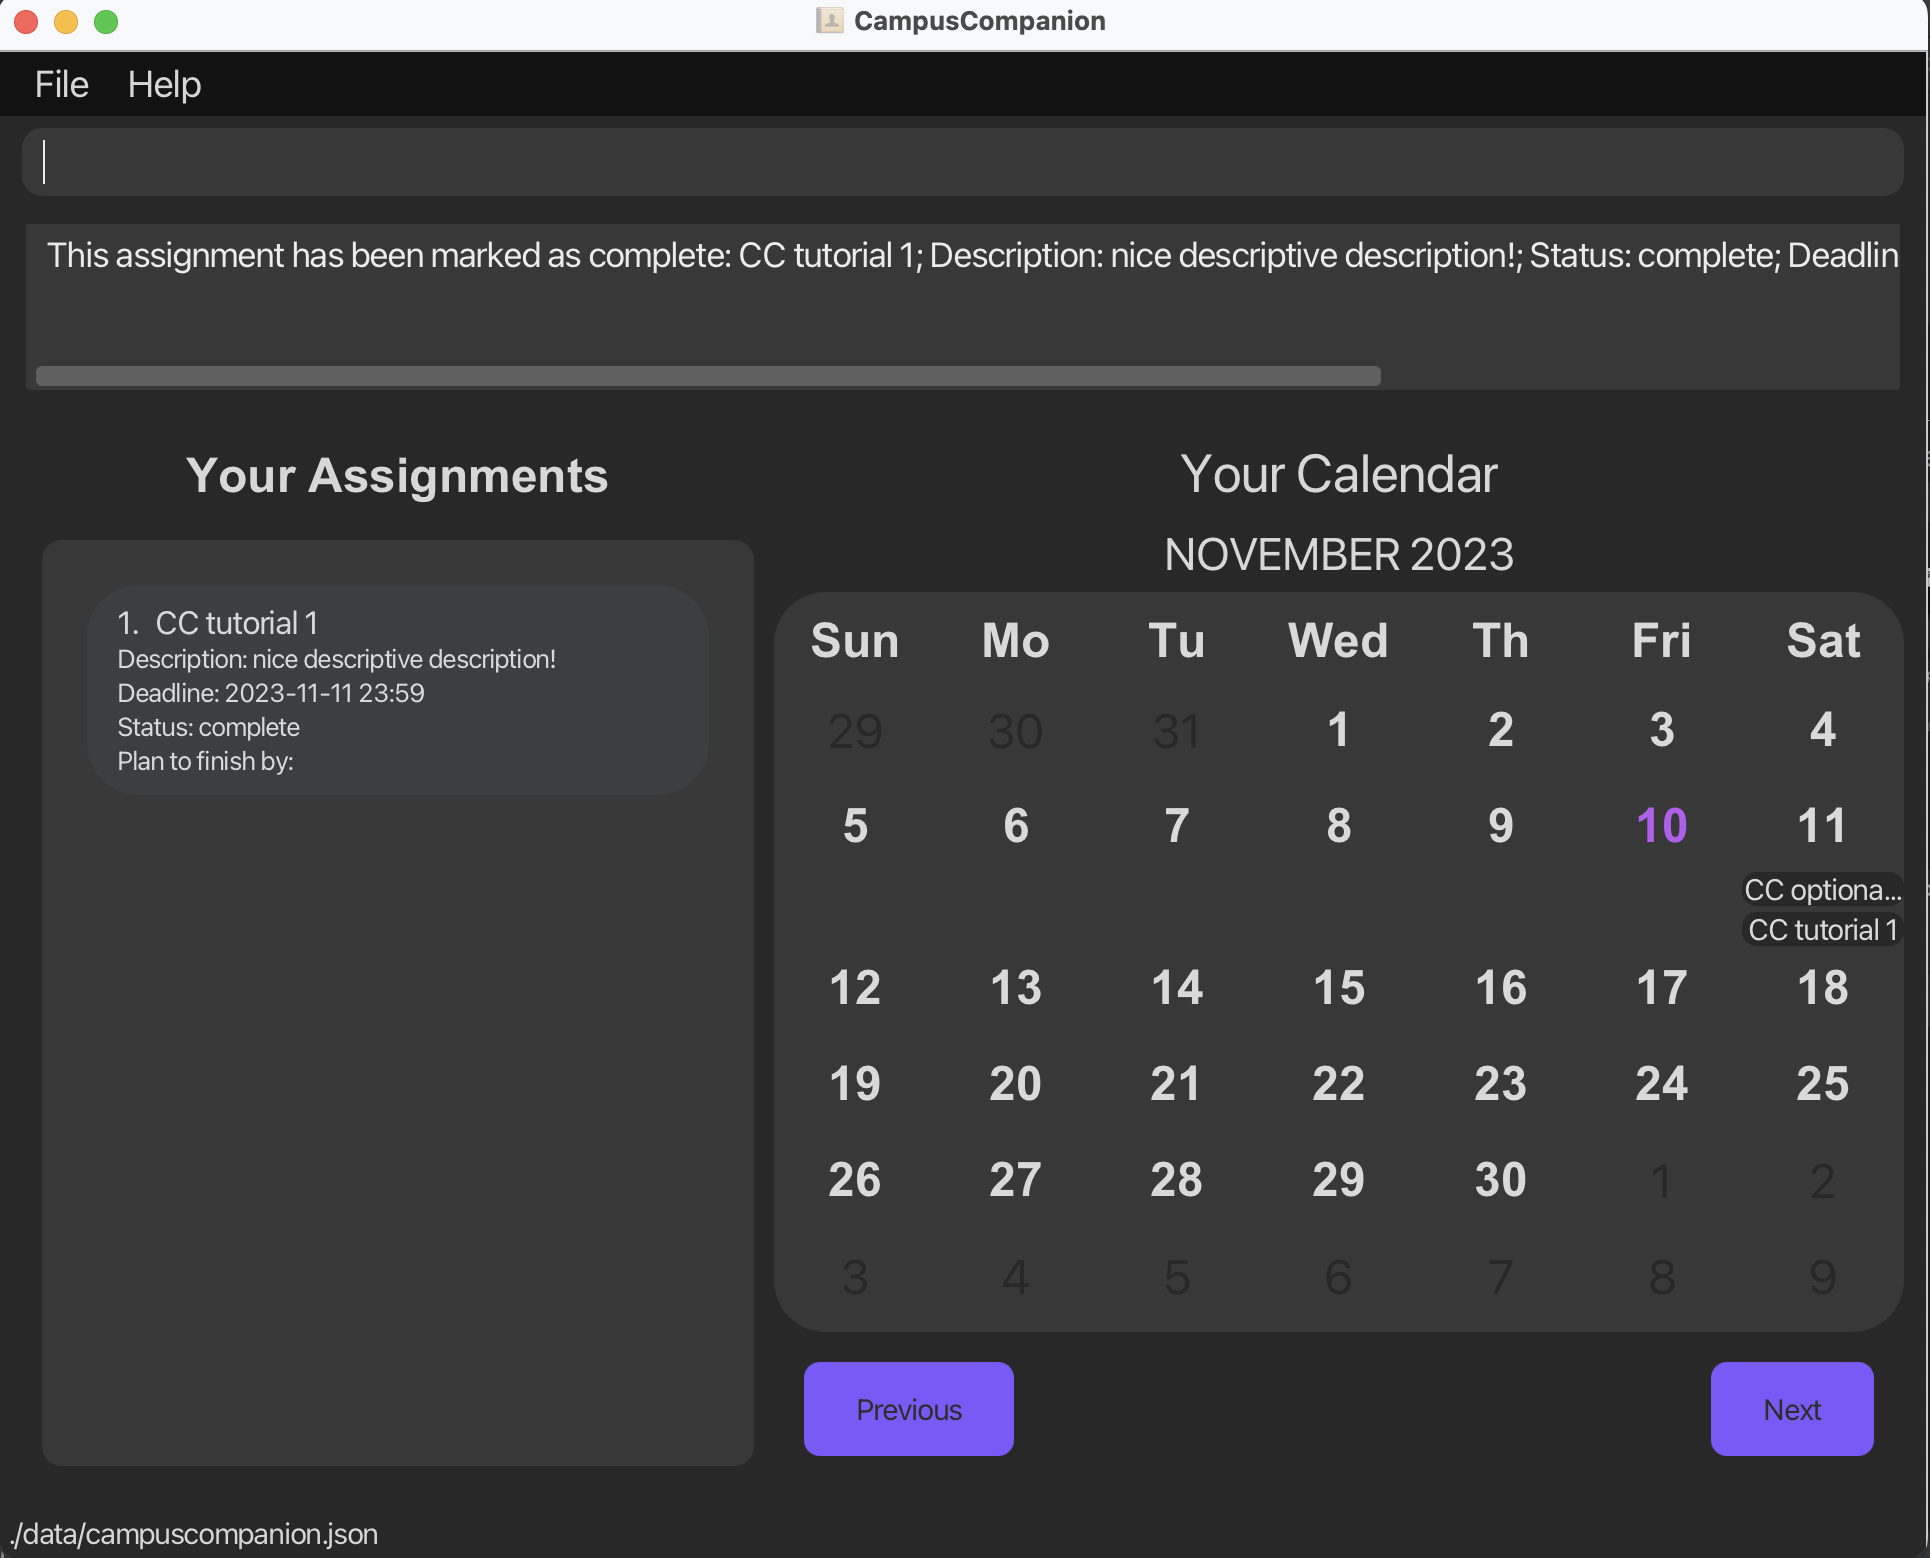 CampusCompanion
File Help
This assignment has been marked as complete: CC tutorial 1; Description: nice descriptive description!; Status: complete; Deadlin
Your Assignments
1. CC tutorial 1
Description: nice descriptive description!
Deadline: 2023-11-11 23:59
Status: complete
Plan to finish by:
Your Calendar
NOVEMBER 2023
Sun Mo Tu Wed Th Fri Sat
29 30 31 1 2 3 4
5 6 7 8 9 10 11
CC optiona...
CC tutorial 1
12 13 14 15 16 17 18
19 20 21 22 23 24 25
26 27 28 29 30 1 2
3 4 5 6 7 8 9
Previous Next
./data/campuscompanion.json